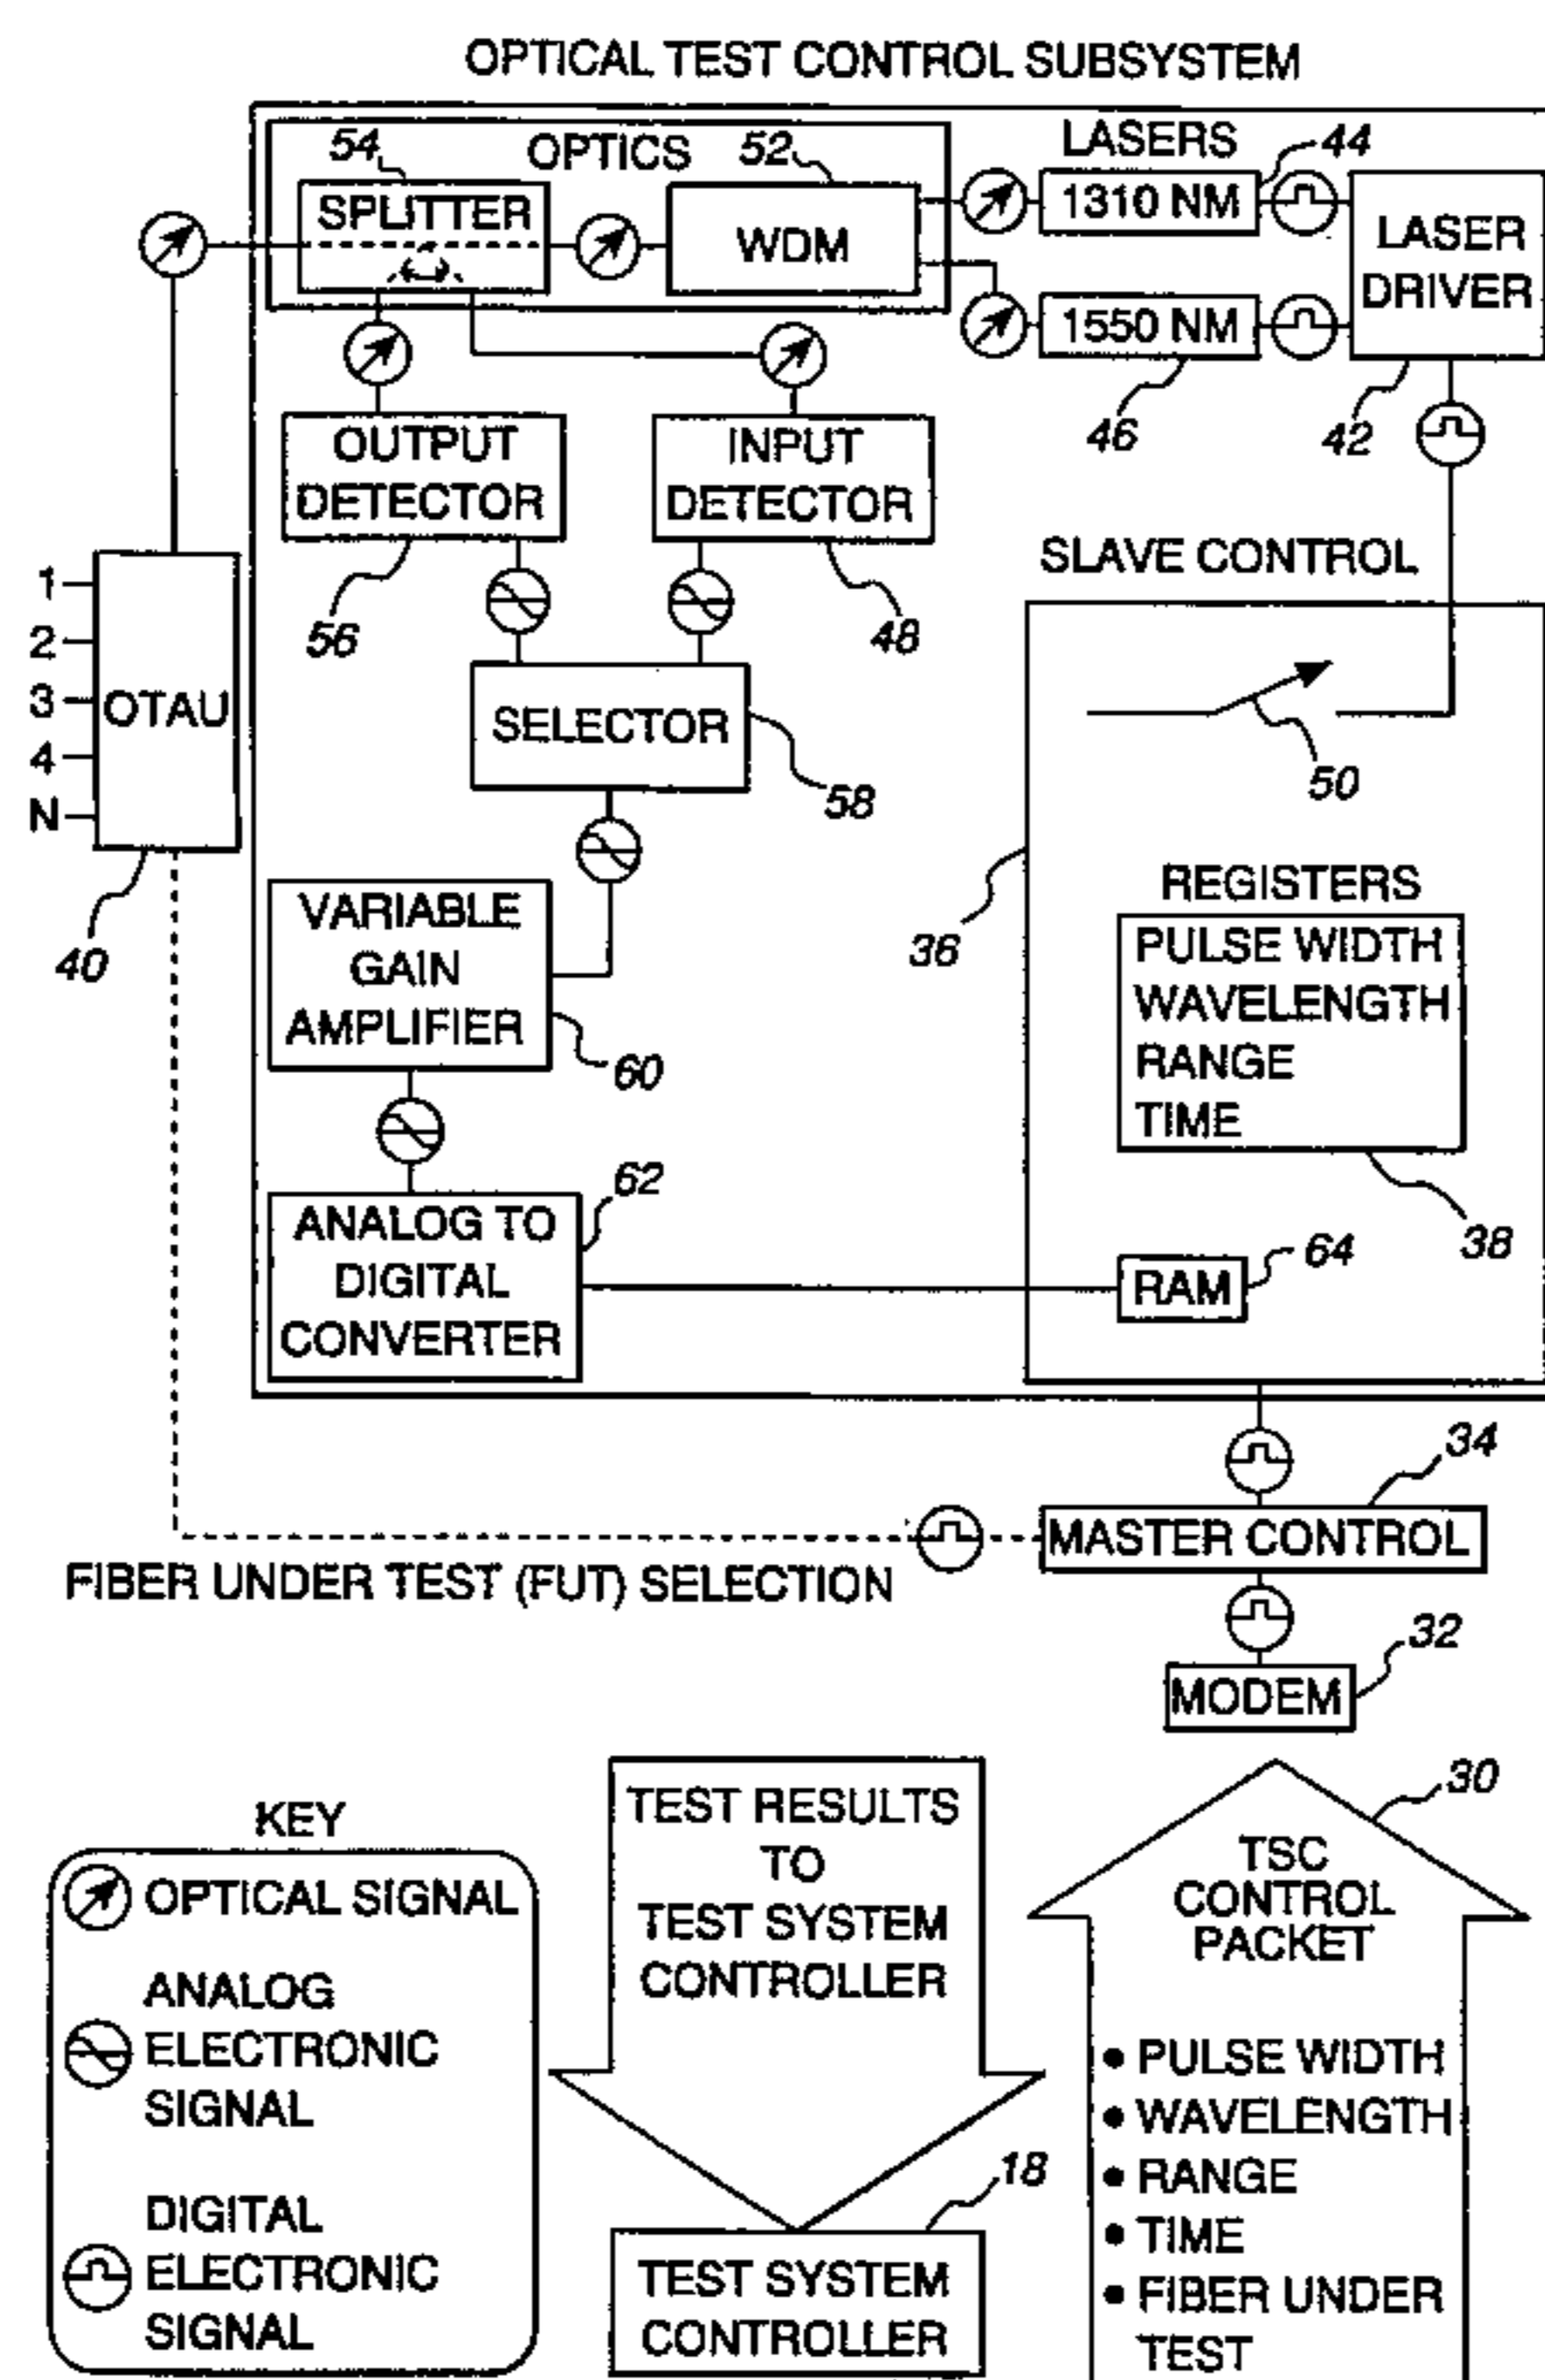 OPTICAL TEST CONTROL SUBSYSTEM
54
OPTICS
52
LASERS
44
SPLITTER
WDM
1310 NM
LASER
DRIVER
1550 NM
46
42
OUTPUT
DETECTOR
INPUT
DETECTOR
56
48
SLAVE CONTROL
1
2
3
4
N
OTAU
40
SELECTOR
58
50
VARIABLE
GAIN
AMPLIFIER
60
36
REGISTERS
PULSE WIDTH
WAVELENGTH
RANGE
TIME
38
62
ANALOG TO
DIGITAL
CONVERTER
RAM
64
34
MASTER CONTROL
FIBER UNDER TEST (FUT) SELECTION
32
MODEM
KEY
OPTICAL SIGNAL
ANALOG
ELECTRONIC
SIGNAL
DIGITAL
ELECTRONIC
SIGNAL
TEST RESULTS
TO
TEST SYSTEM
CONTROLLER
18
TEST SYSTEM
CONTROLLER
30
TSC
CONTROL
PACKET
• PULSE WIDTH
• WAVELENGTH
• RANGE
• TIME
• FIBER UNDER
TEST